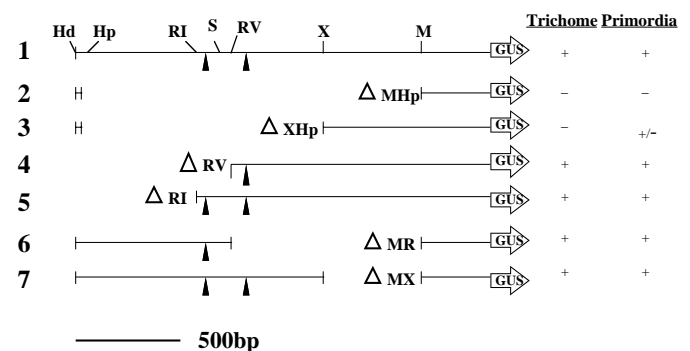 Trichome Primordia
Hd Hp RI S RV X M
1 GUS + +
2 Δ MHp GUS – –
3 Δ XHp GUS – +/-
4 Δ RV GUS + +
5 Δ RI GUS + +
6 Δ MR GUS + +
7 Δ MX GUS + +
500bp